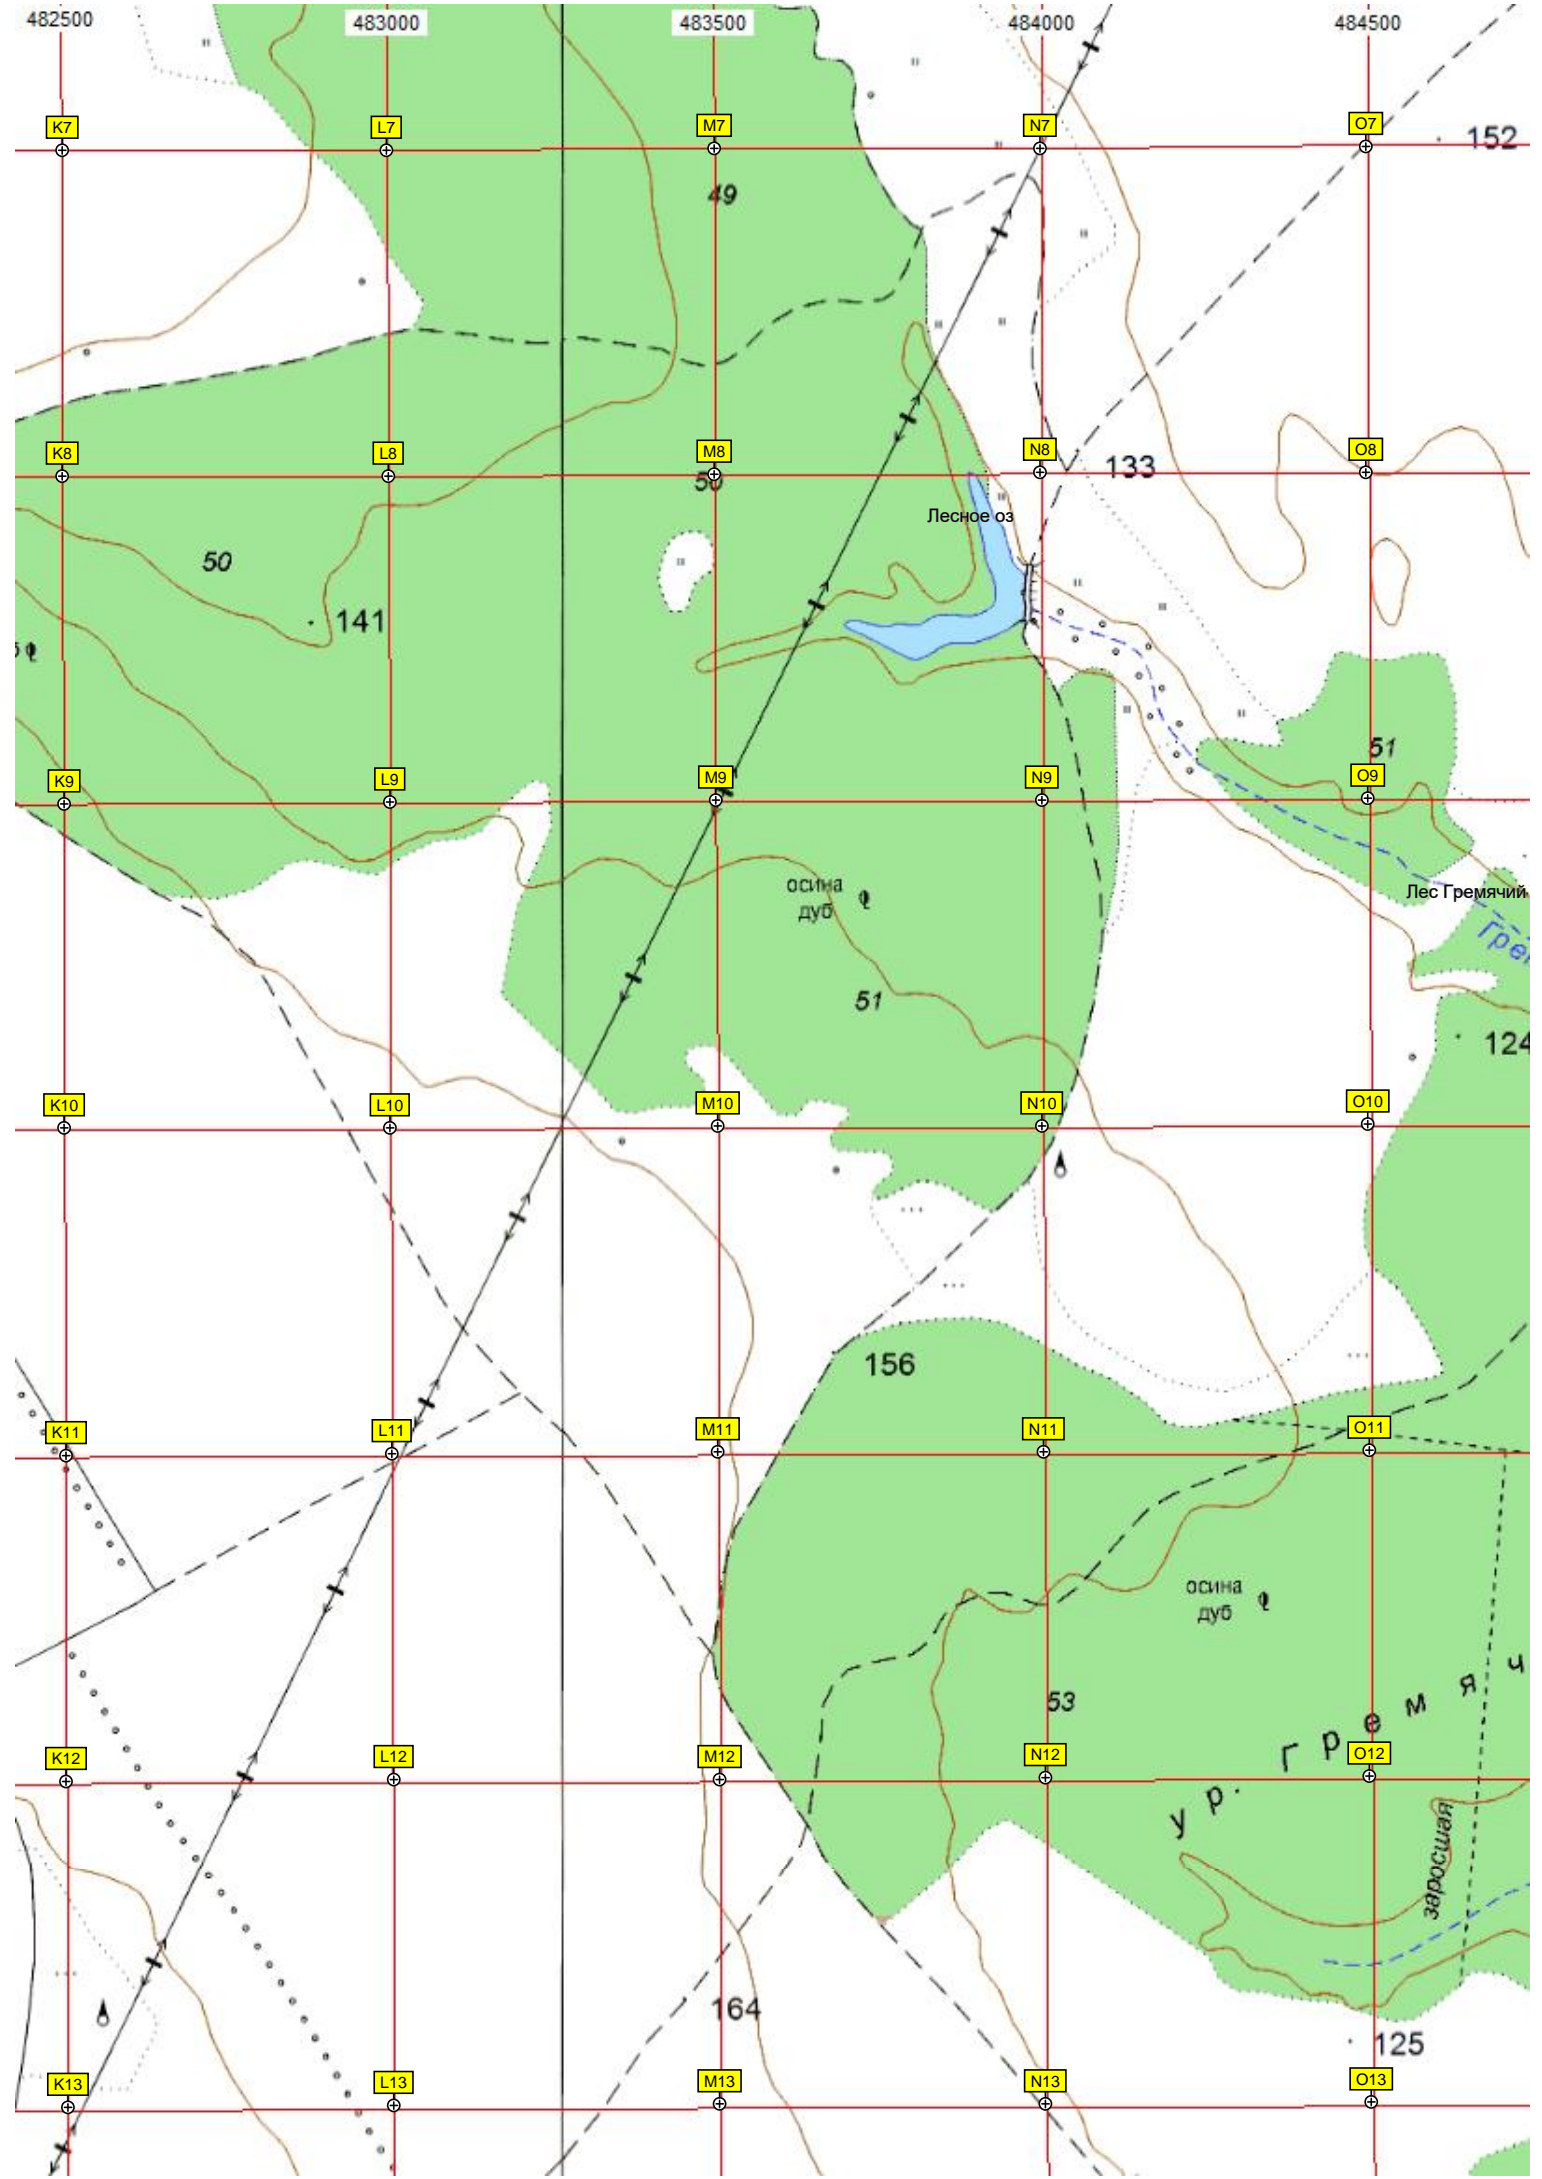 482500 483000 483500 484000 484500
K7 L7 M7 N7 O7
152
49
K8 L8 M8 N8 O8
133
50
Лесное оз
50
141
51
K9 L9 M9 N9 O9
осина
дуб
Лес Гремячий
Грем
51
124
K10 L10 M10 N10 O10
156
K11 L11 M11 N11 O11
осина
дуб
53
ур. Гремяч
K12 L12 M12 N12 O12
заросшая
164
125
K13 L13 M13 N13 O13